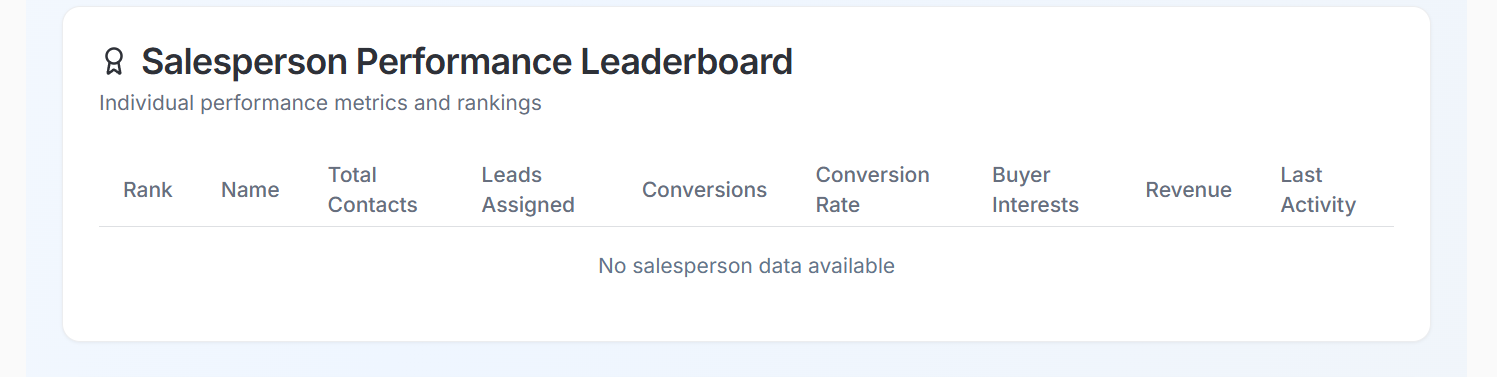 Salesperson Performance Leaderboard
Individual performance metrics and rankings
Rank
Name
Total
Contacts
Leads
Assigned
Conversions
Conversion
Rate
Buyer
Interests
Revenue
Last
Activity
No salesperson data available